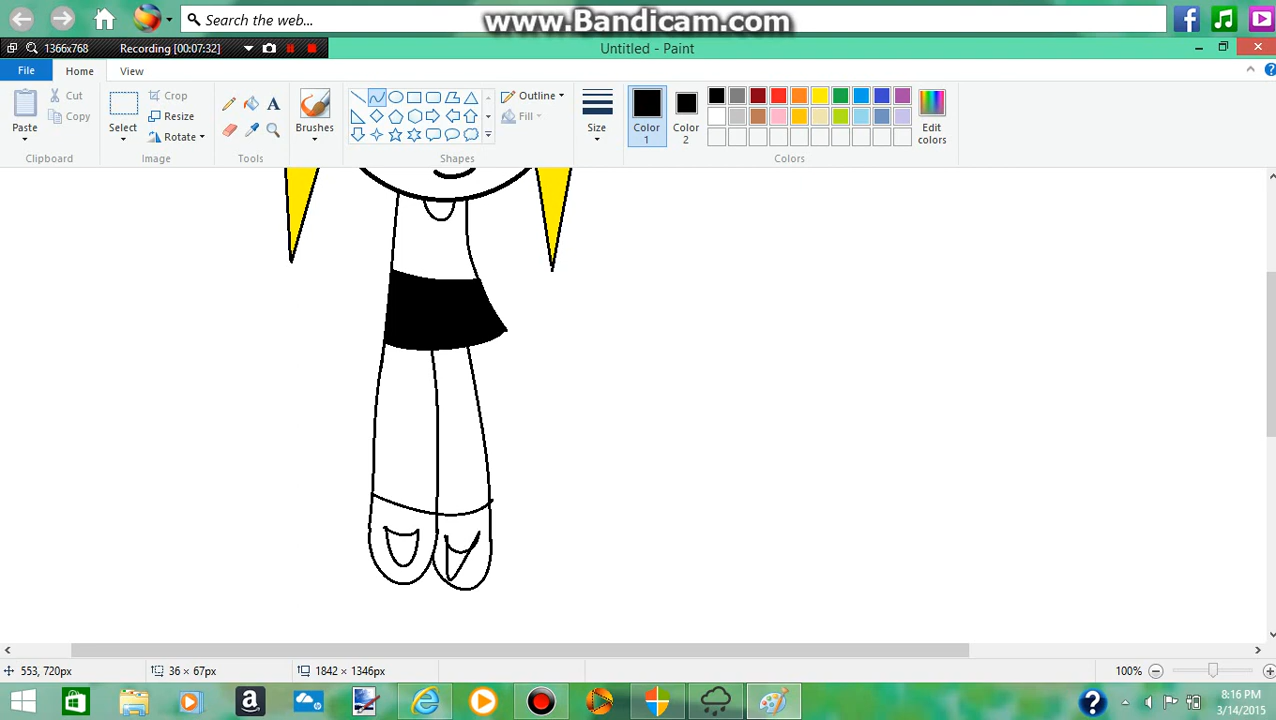 www.Bandicam.com
Search the web...
1366x768
Recording [00:07:32]
Untitled - Paint
File
Home
View
Paste
Cut
Copy
Clipboard
Select
Crop
Resize
Rotate
Image
A
Tools
Brushes
Outline
Fill
Shapes
Size
Color 1
Color 2
Edit colors
Colors
553, 720px
36 × 67px
1842 × 1346px
100%
8:16 PM
3/14/2015